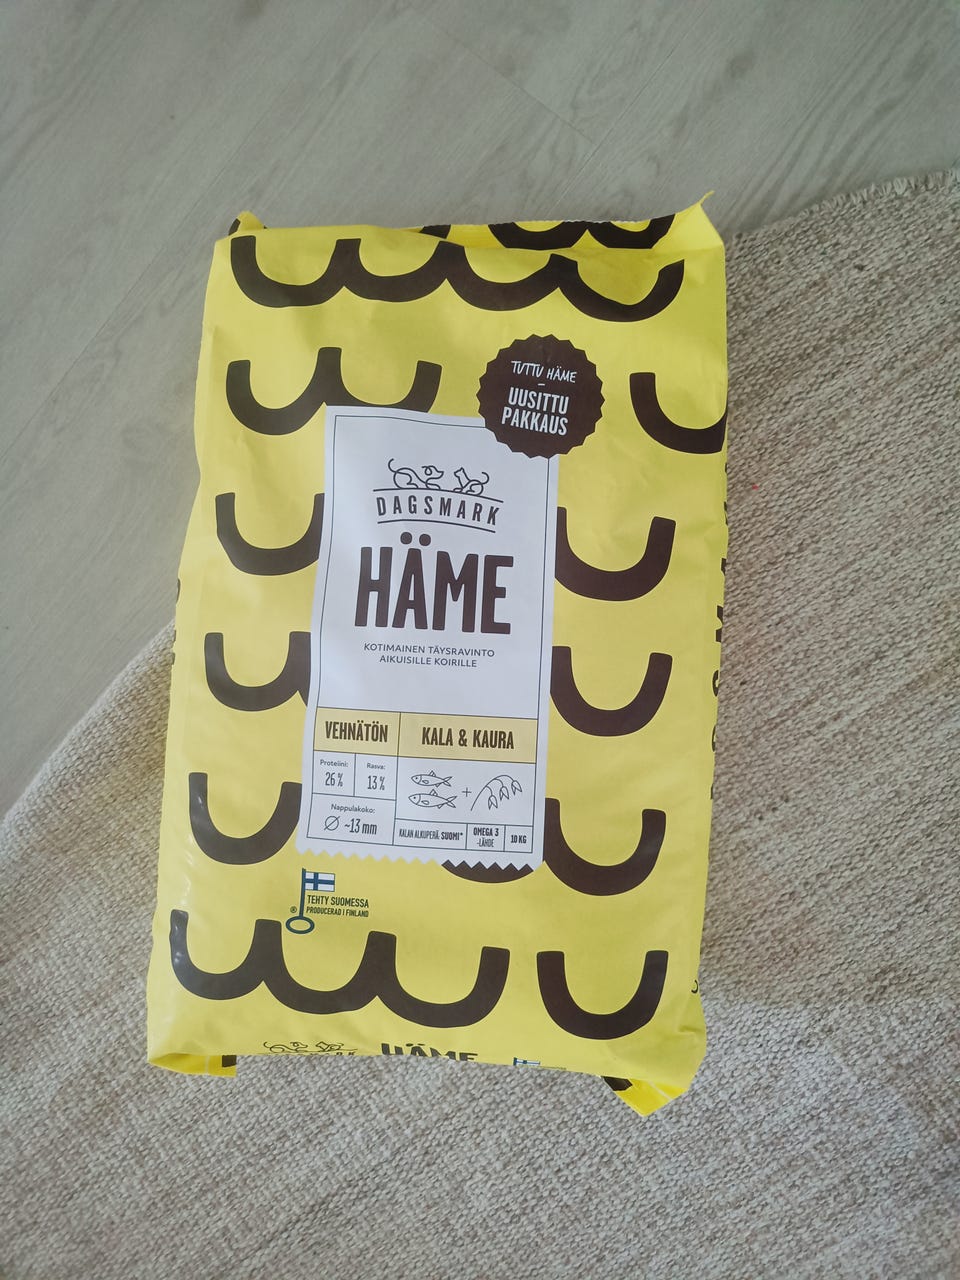 TUTTU HÄME
–
UUSITTU
PAKKAUS
DAGSMARK
HÄME
KOTIMAINEN TÄYSRAVINTO
AIKUISILLE KOIRILLE
VEHNÄTÖN
KALA & KAURA
Proteiini:
26 %
Rasva:
13 %
Nappulakoko:
Ø ~13 mm
KALAN ALKUPERÄ: SUOMI*
OMEGA 3
-LÄHDE
10 KG
TEHTY SUOMESSA
® PRODUCERAD I FINLAND
HÄME